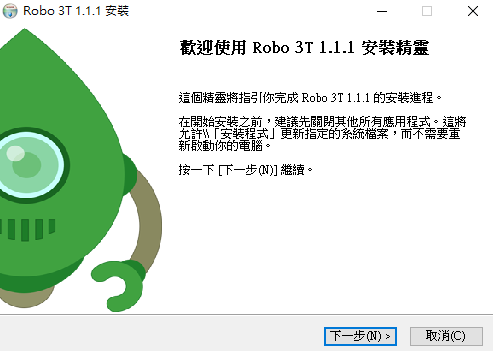 Robo 3T 1.1.1 安裝
歡迎使用 Robo 3T 1.1.1 安裝精靈
這個精靈將指引你完成 Robo 3T 1.1.1 的安裝進程。
在開始安裝之前，建議先關閉其他所有應用程式。這將
允許\「安裝程式」更新指定的系統檔案，而不需要重
新啟動你的電腦。
按一下 [下一步(N)] 繼續。
下一步(N) >
取消(C)